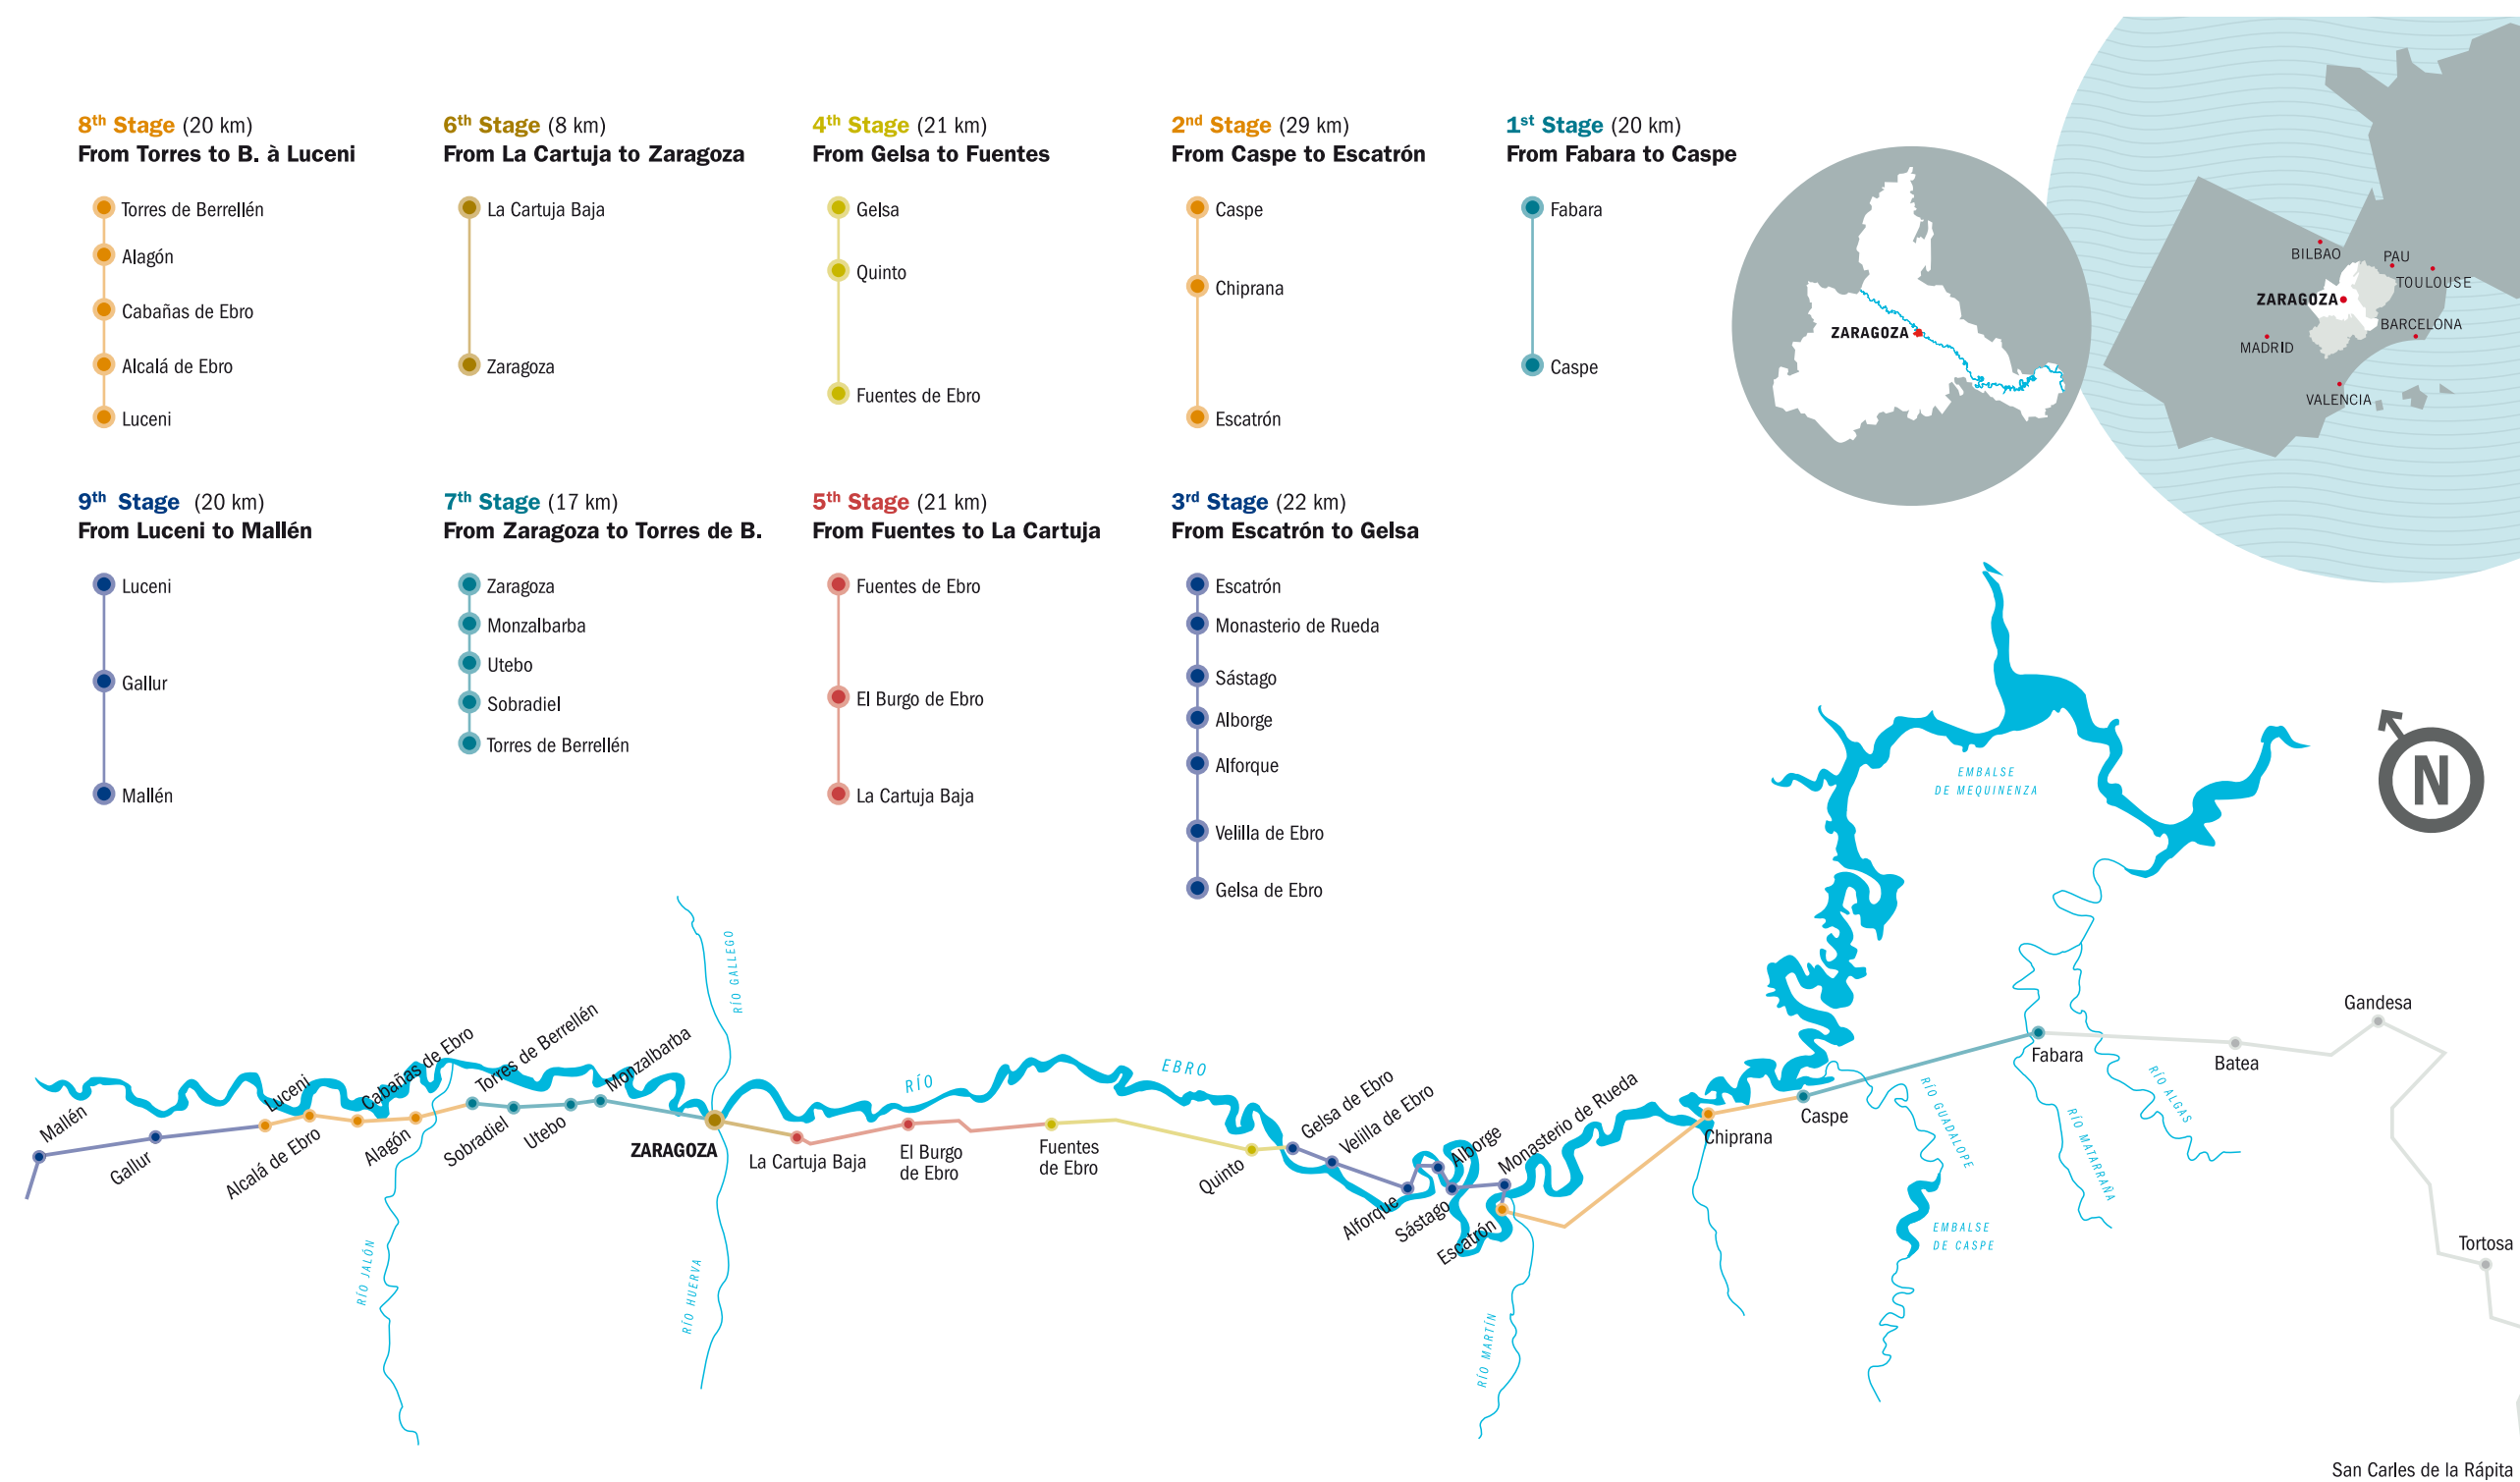 8th Stage (20 km)
From Torres to B. à Luceni
Torres de Berrellén
Alagón
Cabañas de Ebro
Alcalá de Ebro
Luceni
6th Stage (8 km)
From La Cartuja to Zaragoza
La Cartuja Baja
Zaragoza
4th Stage (21 km)
From Gelsa to Fuentes
Gelsa
Quinto
Fuentes de Ebro
2nd Stage (29 km)
From Caspe to Escatrón
Caspe
Chiprana
Escatrón
1st Stage (20 km)
From Fabara to Caspe
Fabara
Caspe
9th Stage (20 km)
From Luceni to Mallén
Luceni
Gallur
Mallén
7th Stage (17 km)
From Zaragoza to Torres de B.
Zaragoza
Monzalbarba
Utebo
Sobradiel
Torres de Berrellén
5th Stage (21 km)
From Fuentes to La Cartuja
Fuentes de Ebro
El Burgo de Ebro
La Cartuja Baja
3rd Stage (22 km)
From Escatrón to Gelsa
Escatrón
Monasterio de Rueda
Sástago
Alborge
Alforque
Velilla de Ebro
Gelsa de Ebro
ZARAGOZA
BILBAO
PAU
TOULOUSE
ZARAGOZA
BARCELONA
MADRID
VALENCIA
N
EMBALSE
DE MEQUINENZA
Mallén
Gallur
Luceni
Alcalá de Ebro
Cabañas de Ebro
Alagón
Torres de Berrellén
Sobradiel
Utebo
Monzalbarba
ZARAGOZA
La Cartuja Baja
El Burgo
de Ebro
Fuentes
de Ebro
Quinto
Gelsa de Ebro
Velilla de Ebro
Alforque
Alborge
Sástago
Monasterio de Rueda
Escatrón
Chiprana
Caspe
Fabara
Batea
Gandesa
Tortosa
San Carles de la Rápita
RÍO JALÓN
RÍO GALLEGO
RÍO HUERVA
RÍO
EBRO
RÍO MARTÍN
RÍO GUADALOPE
EMBALSE
DE CASPE
RÍO MATARRAÑA
RÍO ALGAS